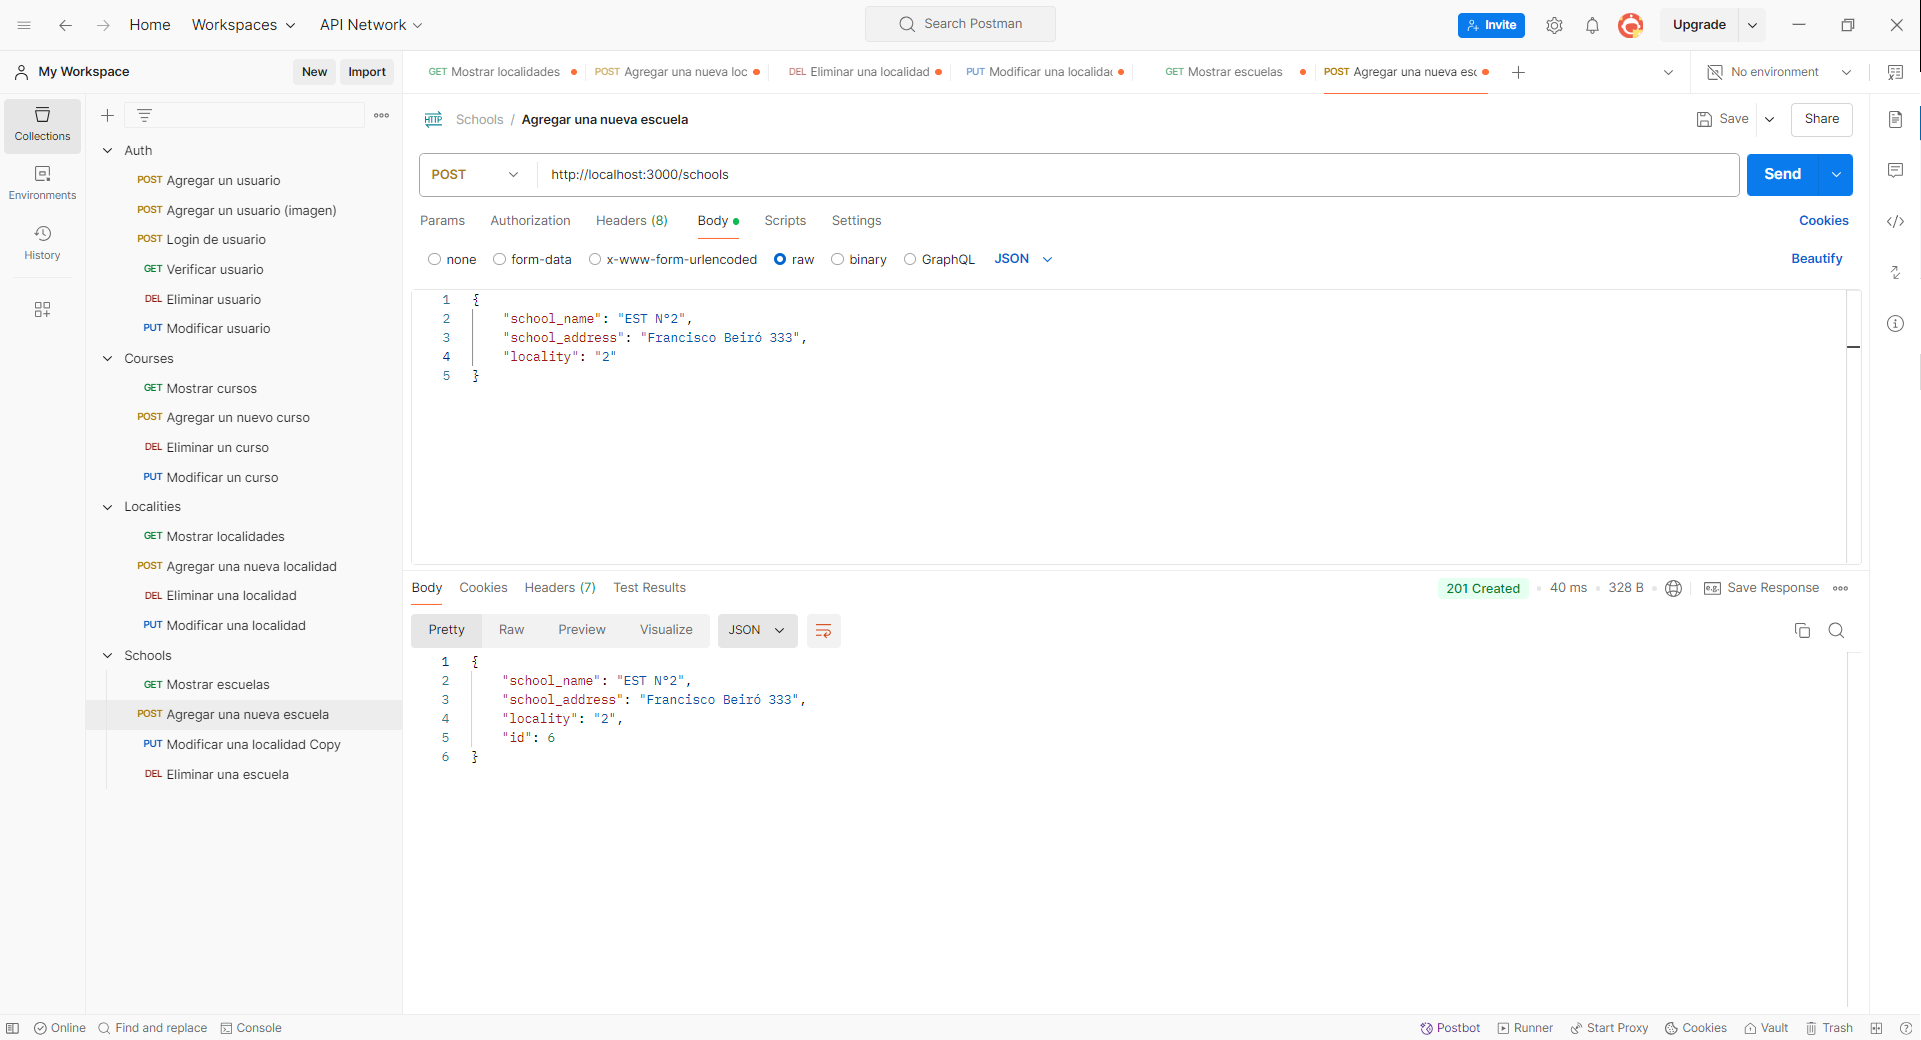 Home Workspaces API Network Search Postman Invite Upgrade
My Workspace New Import
GET Mostrar localidades POST Agregar una nueva loc DEL Eliminar una localidad PUT Modificar una localidad GET Mostrar escuelas POST Agregar una nueva esc No environment
Collections
Environments
History
Auth
POST Agregar un usuario
POST Agregar un usuario (imagen)
POST Login de usuario
GET Verificar usuario
DEL Eliminar usuario
PUT Modificar usuario
Courses
GET Mostrar cursos
POST Agregar un nuevo curso
DEL Eliminar un curso
PUT Modificar un curso
Localities
GET Mostrar localidades
POST Agregar una nueva localidad
DEL Eliminar una localidad
PUT Modificar una localidad
Schools
GET Mostrar escuelas
POST Agregar una nueva escuela
PUT Modificar una localidad Copy
DEL Eliminar una escuela
HTTP Schools / Agregar una nueva escuela Save Share
POST http://localhost:3000/schools Send
Params Authorization Headers (8) Body Scripts Settings Cookies
none form-data x-www-form-urlencoded raw binary GraphQL JSON Beautify
1 {
2 "school_name": "EST N°2",
3 "school_address": "Francisco Beiró 333",
4 "locality": "2"
5 }
Body Cookies Headers (7) Test Results 201 Created 40 ms 328 B e.g. Save Response
Pretty Raw Preview Visualize JSON
1 {
2 "school_name": "EST N°2",
3 "school_address": "Francisco Beiró 333",
4 "locality": "2",
5 "id": 6
6 }
Online Find and replace Console Postbot Runner Start Proxy Cookies Vault Trash